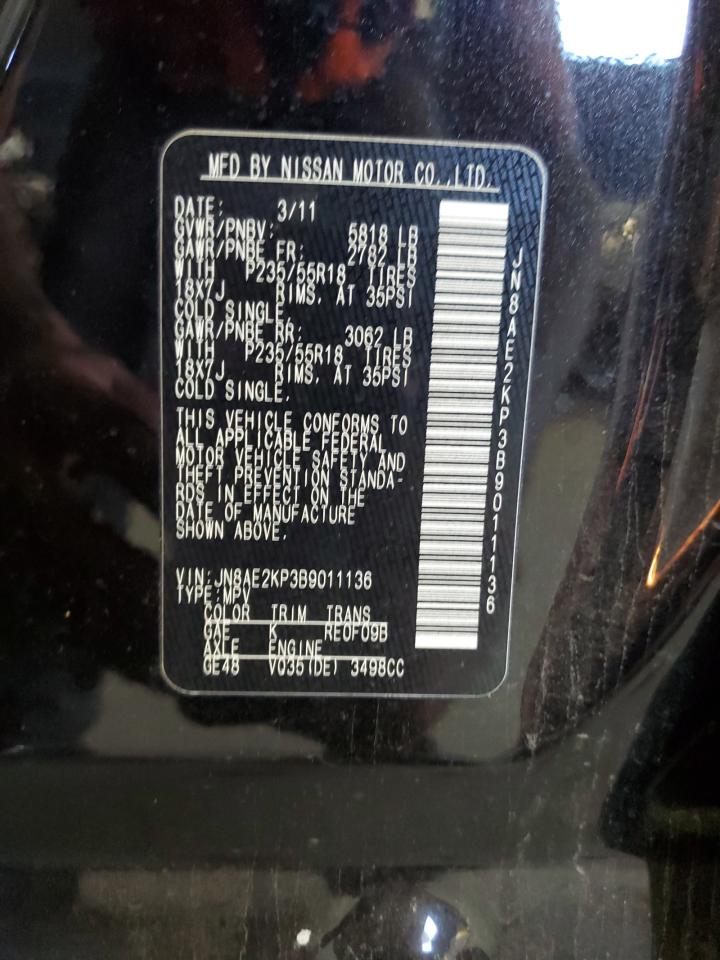 MFD BY NISSAN MOTOR CO.,LTD.
DATE: 3/11
GVWR/PNBV: 5818 LB
GAWR/PNBE FR: 2782 LB
WITH P235/55R18 TIRES
18X7J RIMS, AT 35PSI
COLD SINGLE,
GAWR/PNBE RR: 3062 LB
WITH P235/55R18 TIRES
18X7J RIMS, AT 35PSI
COLD SINGLE,
THIS VEHICLE CONFORMS TO
ALL APPLICABLE FEDERAL
MOTOR VEHICLE SAFETY AND
THEFT PREVENTION STANDA-
RDS IN EFFECT ON THE
DATE OF MANUFACTURE
SHOWN ABOVE.
VIN:JN8AE2KP3B9011136
TYPE:MPV
COLOR TRIM TRANS
GAE K RE0F09B
AXLE ENGINE
GE48 VQ35(DE) 3498CC
JN8AE2KP3B9011136